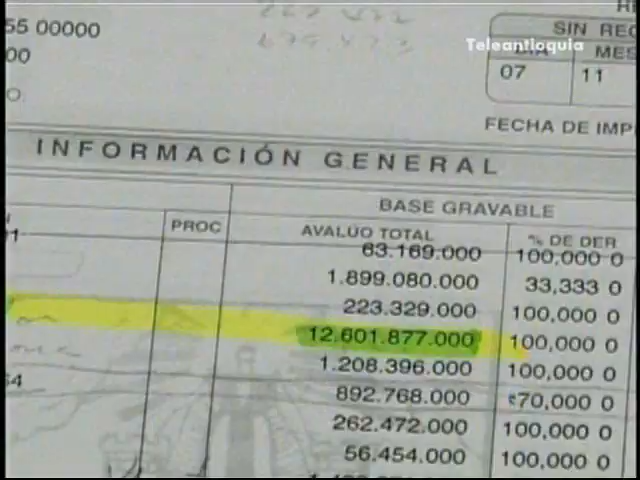 55 00000
SIN REC
Teleantioquia
00
DIA
MES
07
11
O
FECHA DE IMP
INFORMACIÓN GENERAL
BASE GRAVABLE
PROC
AVALUO TOTAL
% DE DER
63.169.000
100,000 0
1.899.080.000
33,333 0
223.329.000
100,000 0
12.601.877.000
100,000 0
1.208.396.000
100,000 0
64
892.768.000
70,000 0
262.472.000
100,000 0
56.454.000
100,000 0